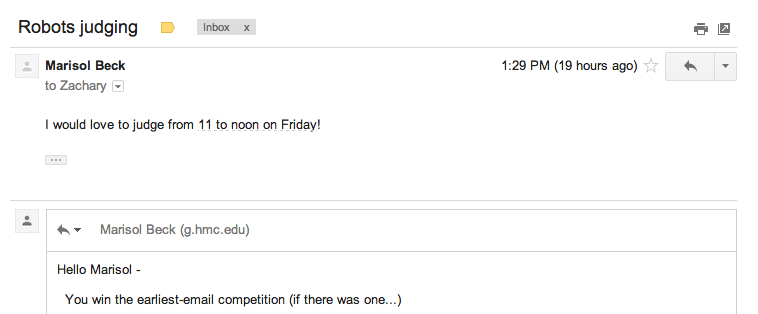 Robots judging
Inbox x
Marisol Beck
1:29 PM (19 hours ago)
to Zachary
I would love to judge from 11 to noon on Friday!
Marisol Beck (g.hmc.edu)
Hello Marisol -
You win the earliest-email competition (if there was one...)